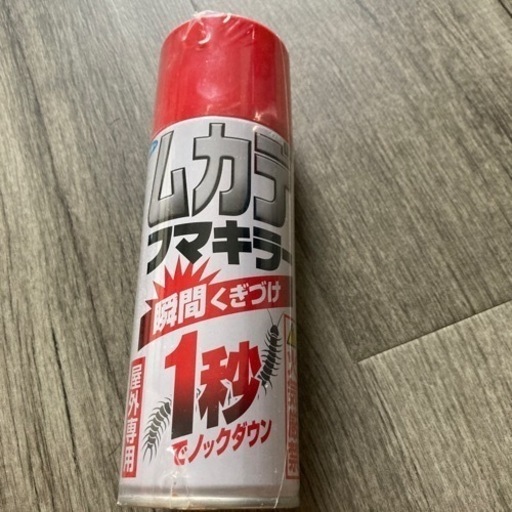 ムカデ
フマキラー
瞬間くぎづけ
1秒
でノックダウン
屋外専用